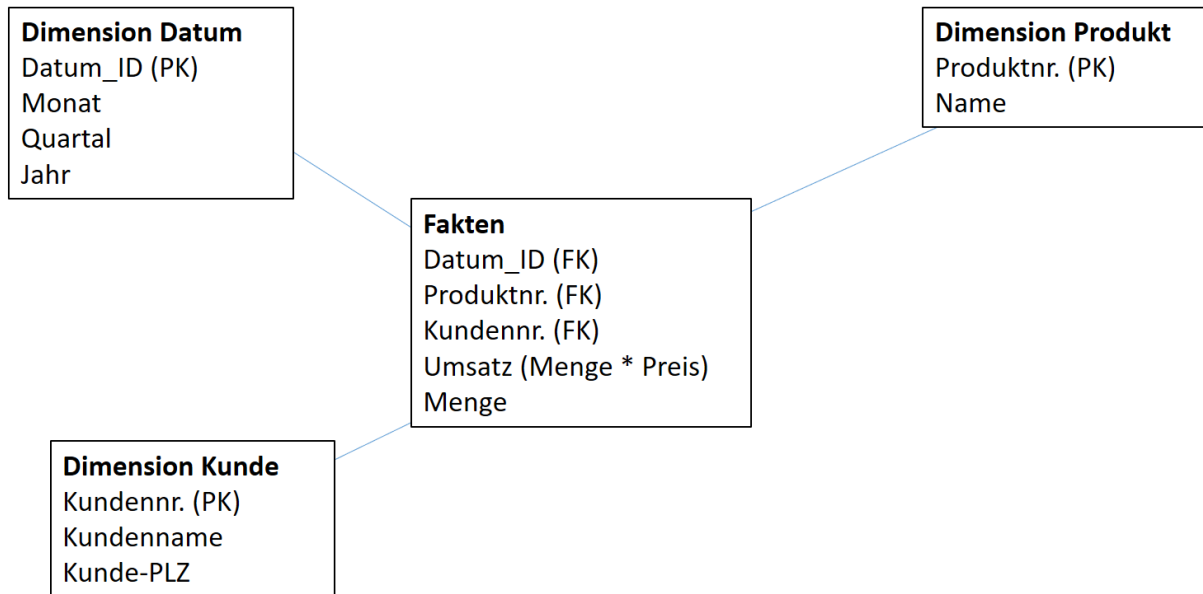 Dimension Datum
Datum_ID (PK)
Monat
Quartal
Jahr
Dimension Produkt
Produktnr. (PK)
Name
Fakten
Datum_ID (FK)
Produktnr. (FK)
Kundennr. (FK)
Umsatz (Menge * Preis)
Menge
Dimension Kunde
Kundennr. (PK)
Kundenname
Kunde-PLZ